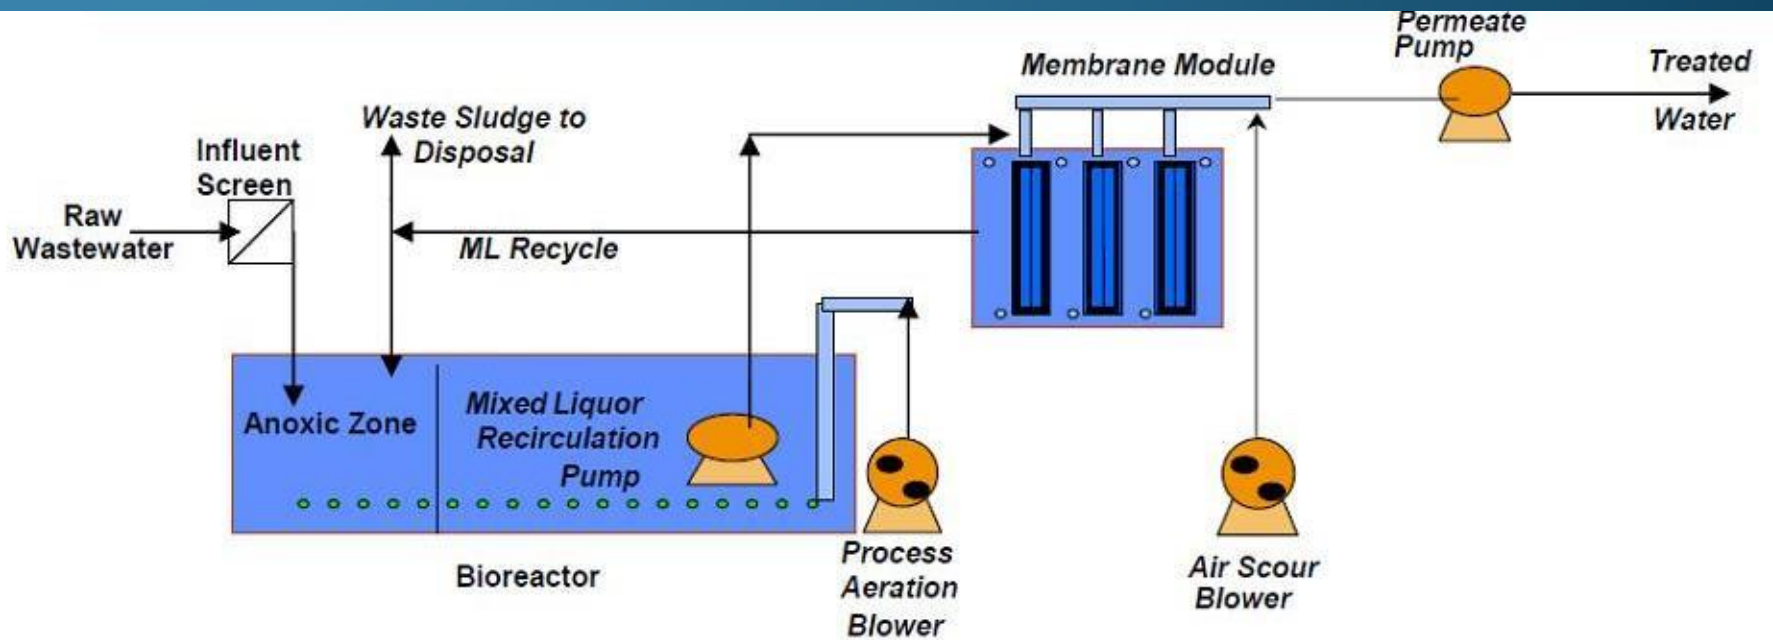 Permeate
Pump
Membrane Module
Treated
Water
Waste Sludge to
Disposal
Influent
Screen
Raw
Wastewater
ML Recycle
Anoxic Zone
Mixed Liquor
Recirculation
Pump
Bioreactor
Process
Aeration
Blower
Air Scour
Blower